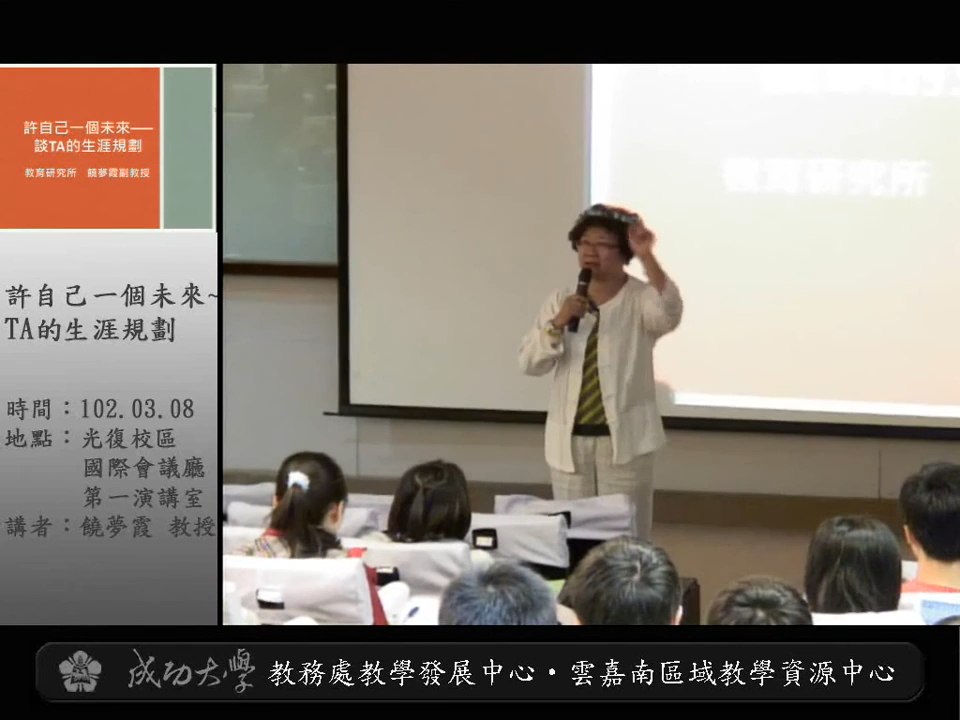 許自己一個未來——
談TA的生涯規劃
教育研究所 饒夢霞副教授
許自己一個未來~
TA的生涯規劃
時間：102.03.08
地點：光復校區
國際會議廳
第一演講室
講者：饒夢霞 教授
教育研究所
成功大學 教務處教學發展中心・雲嘉南區域教學資源中心